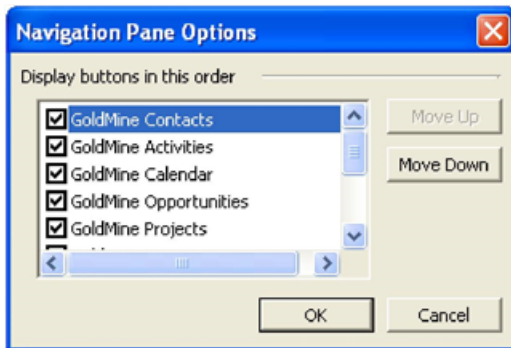 Navigation Pane Options
Display buttons in this order
GoldMine Contacts
GoldMine Activities
GoldMine Calendar
GoldMine Opportunities
GoldMine Projects
Move Up
Move Down
OK
Cancel